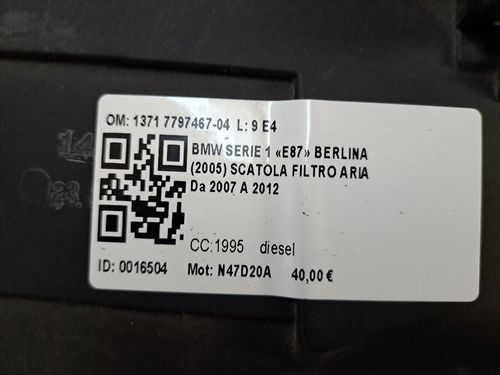 OM: 1371 7797467-04 L: 9 E4
BMW SERIE 1 «E87» BERLINA
(2005) SCATOLA FILTRO ARIA
Da 2007 A 2012
CC:1995 diesel
ID: 0016504 Mot: N47D20A 40,00 €